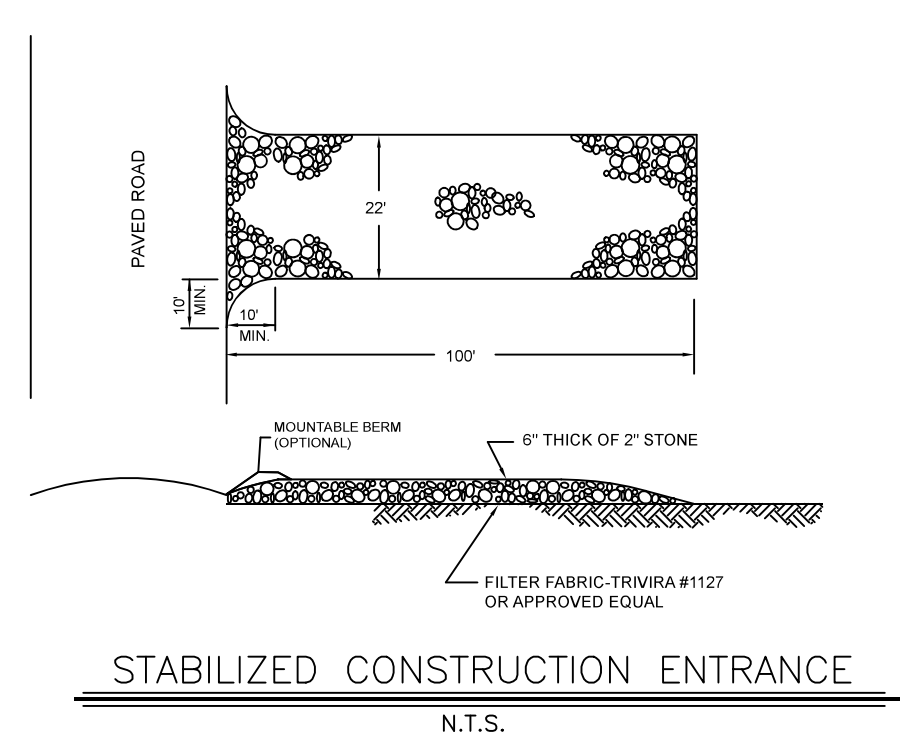 PAVED ROAD
22'
10'
MIN.
10'
MIN.
100'
MOUNTABLE BERM
(OPTIONAL)
6" THICK OF 2" STONE
FILTER FABRIC-TRIVIRA #1127
OR APPROVED EQUAL
STABILIZED CONSTRUCTION ENTRANCE
N.T.S.